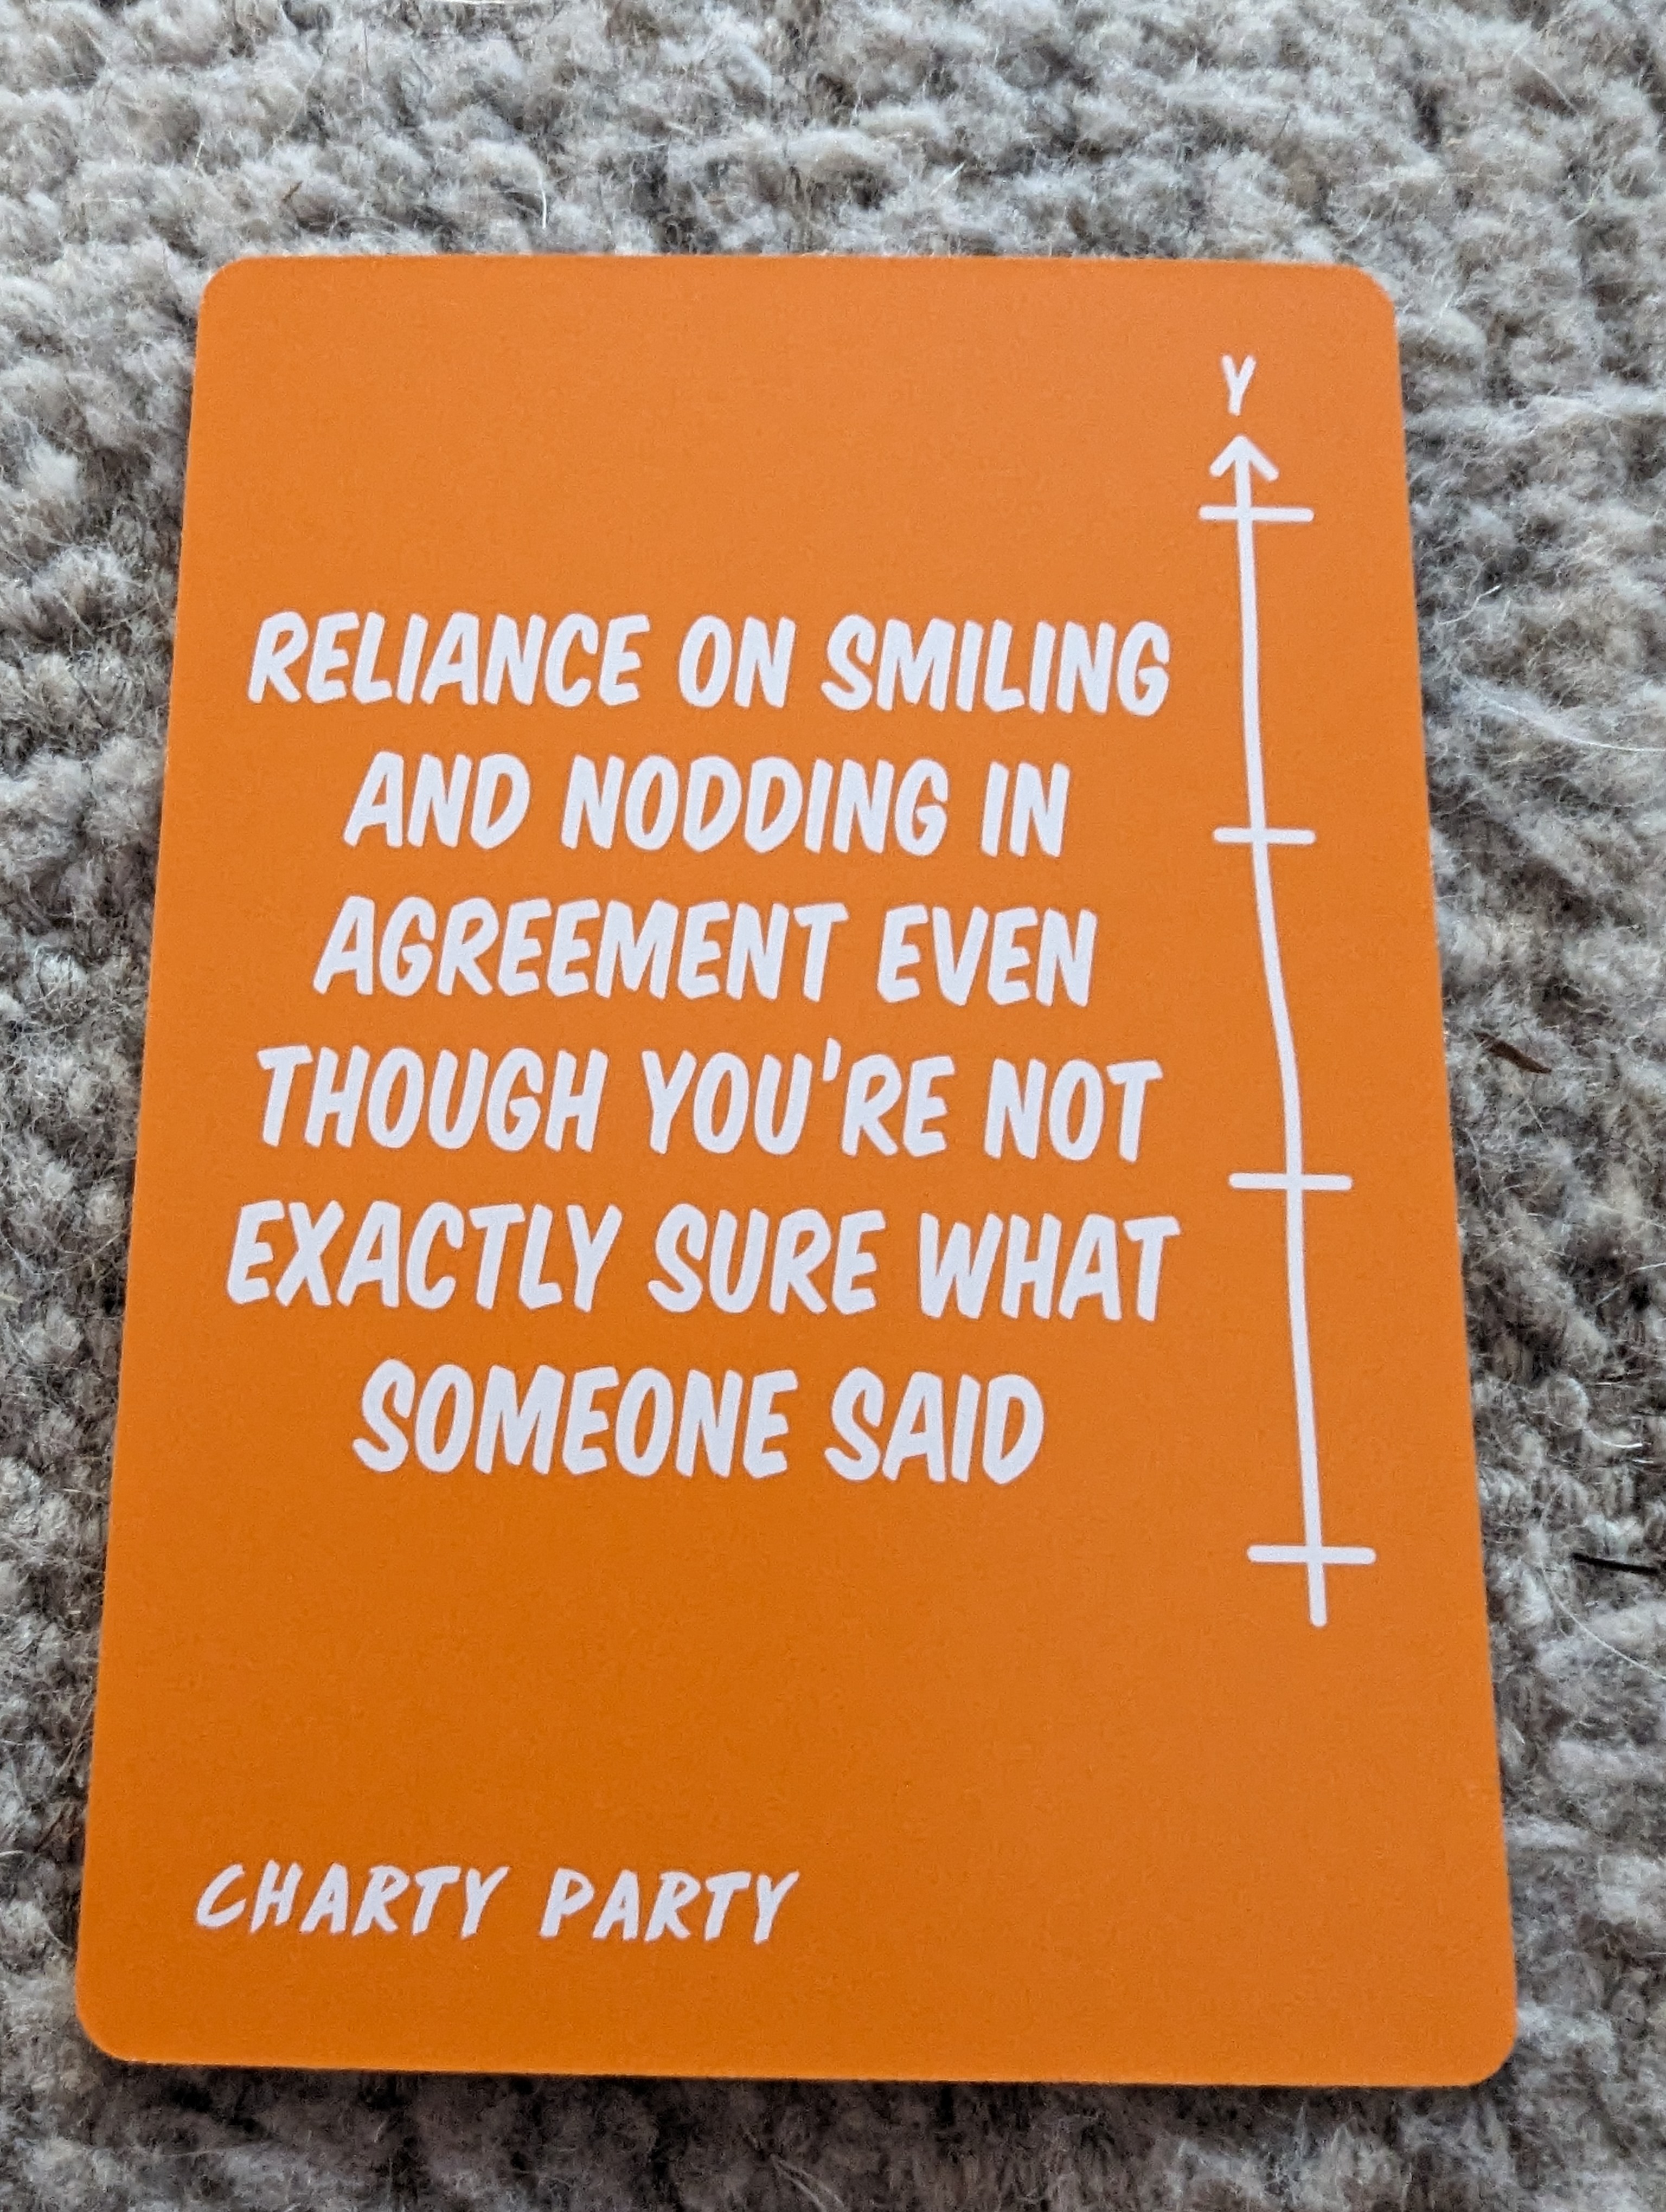 Y
RELIANCE ON SMILING
AND NODDING IN
AGREEMENT EVEN
THOUGH YOU'RE NOT
EXACTLY SURE WHAT
SOMEONE SAID
CHARTY PARTY